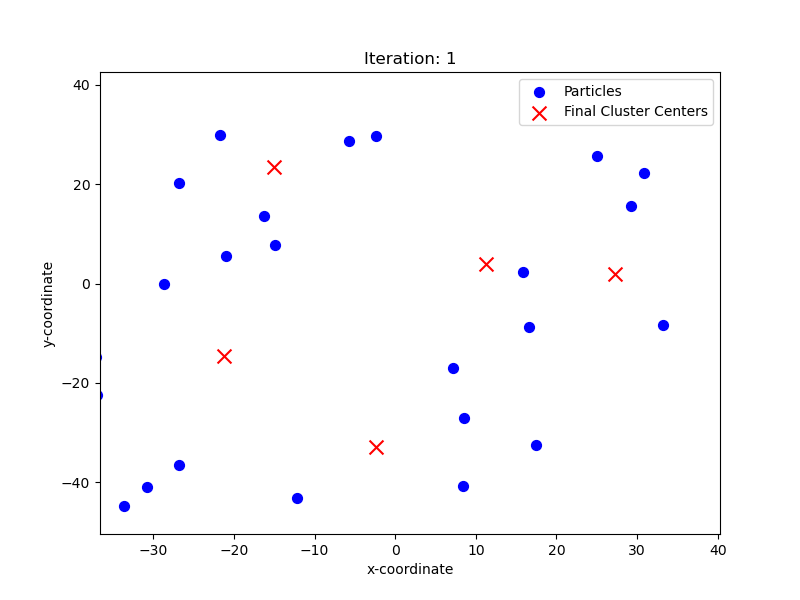 Iteration: 1
Particles
Final Cluster Centers
40
20
0
−20
−40
y-coordinate
−30
−20
−10
0
10
20
30
40
x-coordinate